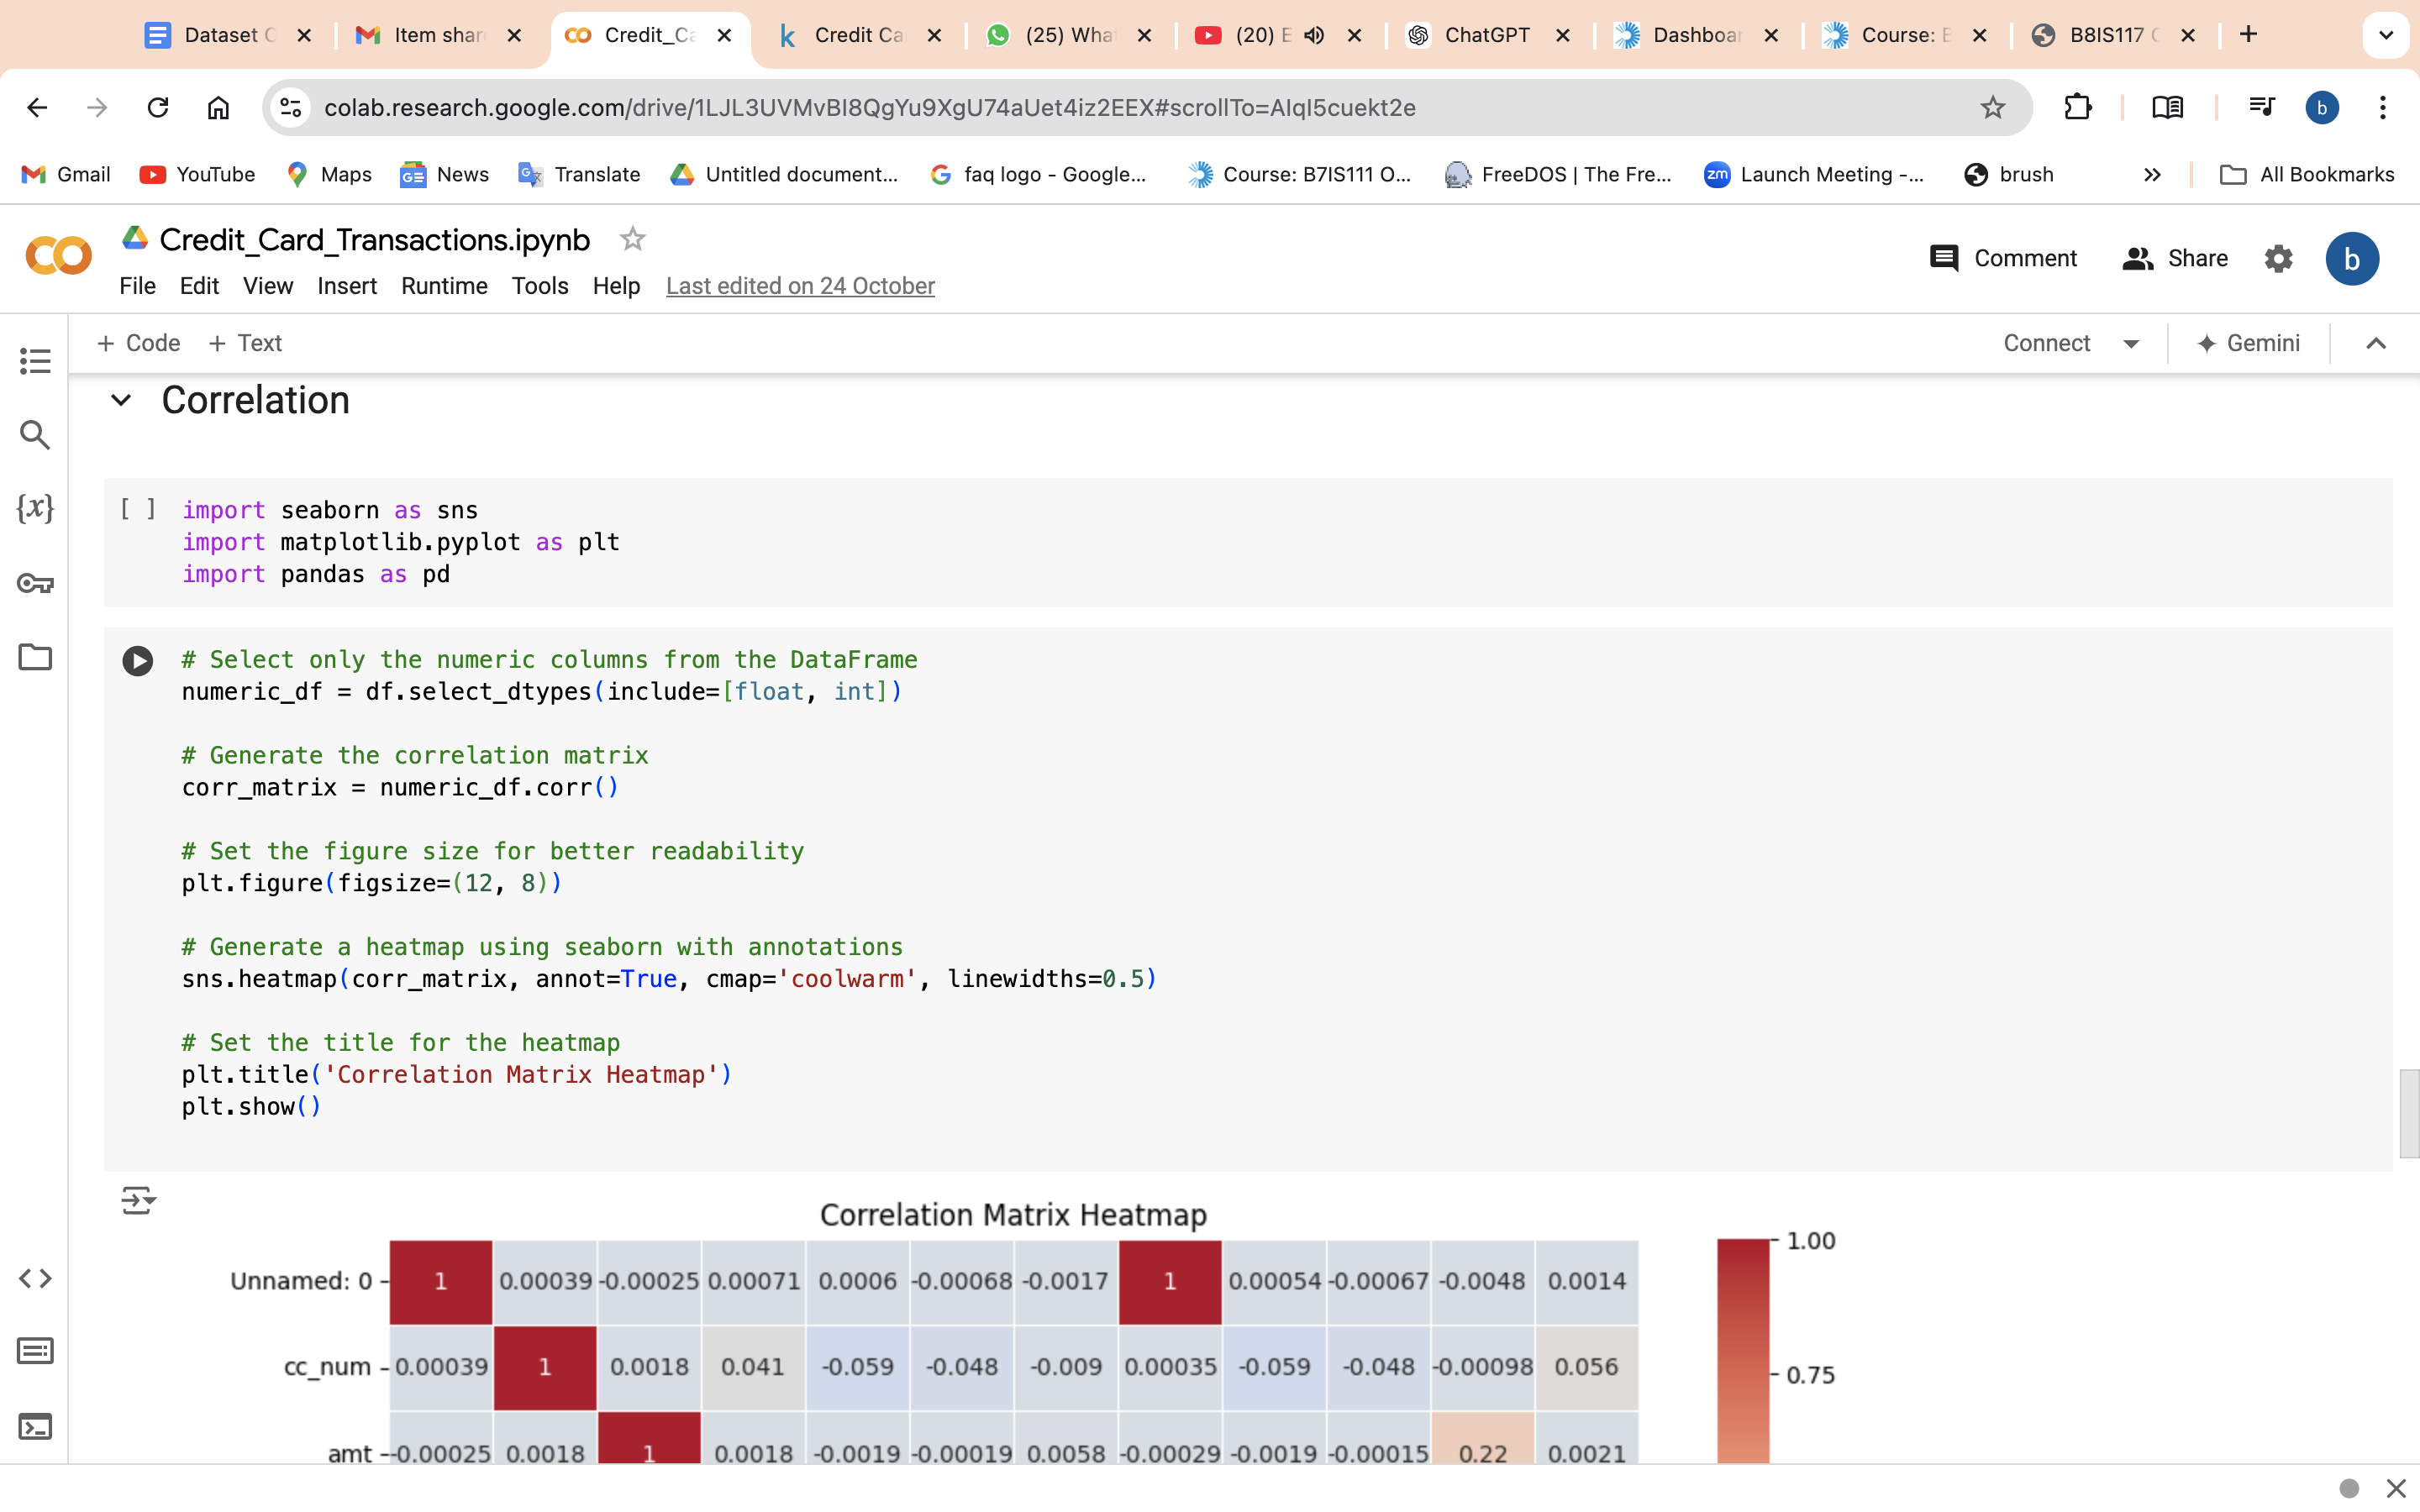 Dataset C
Item shar
Credit_Ca
Credit Ca
(25) Wha
(20) E
ChatGPT
Dashboar
Course: B
B8IS117 C
colab.research.google.com/drive/1LJL3UVMvBI8QgYu9XgU74aUet4iz2EEX#scrollTo=AIqI5cuekt2e
b
Gmail
YouTube
Maps
News
Translate
Untitled document...
faq logo - Google...
Course: B7IS111 O...
FreeDOS | The Fre...
zm Launch Meeting -...
brush
All Bookmarks
Credit_Card_Transactions.ipynb
File Edit View Insert Runtime Tools Help Last edited on 24 October
Comment
Share
b
+ Code + Text
Connect
Gemini
Correlation
[ ] import seaborn as sns
import matplotlib.pyplot as plt
import pandas as pd
# Select only the numeric columns from the DataFrame
numeric_df = df.select_dtypes(include=[float, int])
# Generate the correlation matrix
corr_matrix = numeric_df.corr()
# Set the figure size for better readability
plt.figure(figsize=(12, 8))
# Generate a heatmap using seaborn with annotations
sns.heatmap(corr_matrix, annot=True, cmap='coolwarm', linewidths=0.5)
# Set the title for the heatmap
plt.title('Correlation Matrix Heatmap')
plt.show()
Correlation Matrix Heatmap
Unnamed: 0 1 0.00039 -0.00025 0.00071 0.0006 -0.00068 -0.0017 1 0.00054 -0.00067 -0.0048 0.0014
cc_num 0.00039 1 0.0018 0.041 -0.059 -0.048 -0.009 0.00035 -0.059 -0.048 -0.00098 0.056
amt -0.00025 0.0018 1 0.0018 -0.0019 -0.00019 0.0058 -0.00029 -0.0019 -0.00015 0.22 0.0021
1.00
0.75